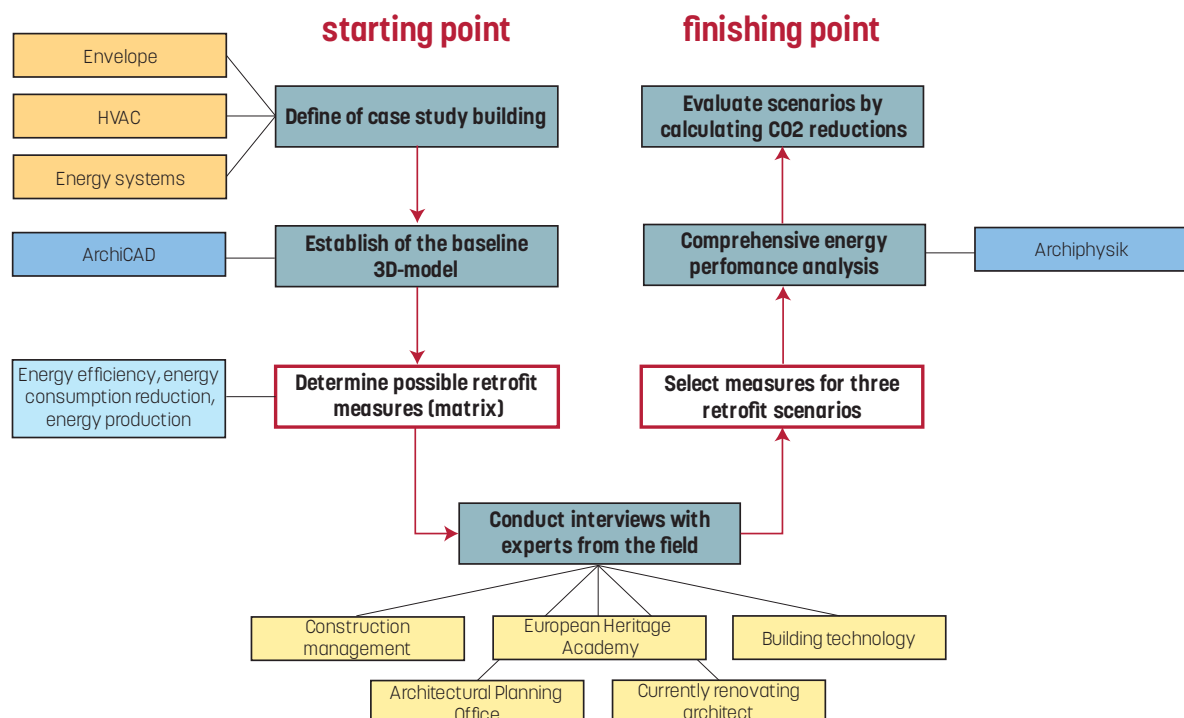 starting point
finishing point
Envelope
HVAC
Energy systems
Define of case study building
Evaluate scenarios by
calculating CO2 reductions
ArchiCAD
Establish of the baseline
3D-model
Comprehensive energy
perfomance analysis
Archiphysik
Energy efficiency, energy
consumption reduction,
energy production
Determine possible retrofit
measures (matrix)
Select measures for three
retrofit scenarios
Conduct interviews with
experts from the field
Construction
management
European Heritage
Academy
Building technology
Architectural Planning
Office
Currently renovating
architect